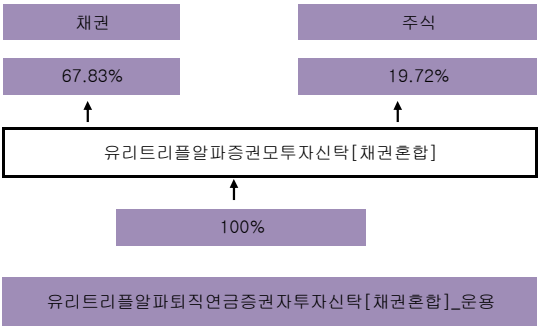 채권 주식
67.83% 19.72%
유리트리플알파증권모투자신탁[채권혼합]
100%
유리트리플알파퇴직연금증권자투자신탁[채권혼합]_운용